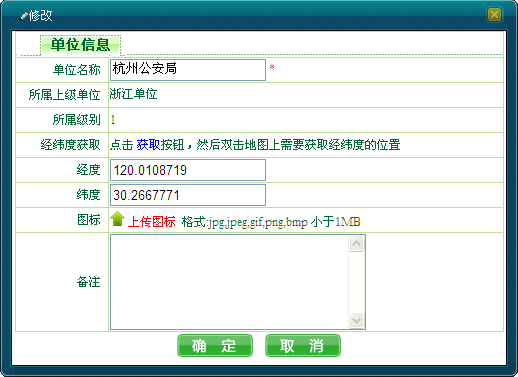 修改
单位信息
单位名称 杭州公安局 *
所属上级单位 浙江单位
所属级别 1
经纬度获取 点击 获取按钮，然后双击地图上需要获取经纬度的位置
经度 120.0108719
纬度 30.2667771
图标 上传图标 格式:jpg,jpeg,gif,png,bmp 小于1MB
备注
确 定 取 消